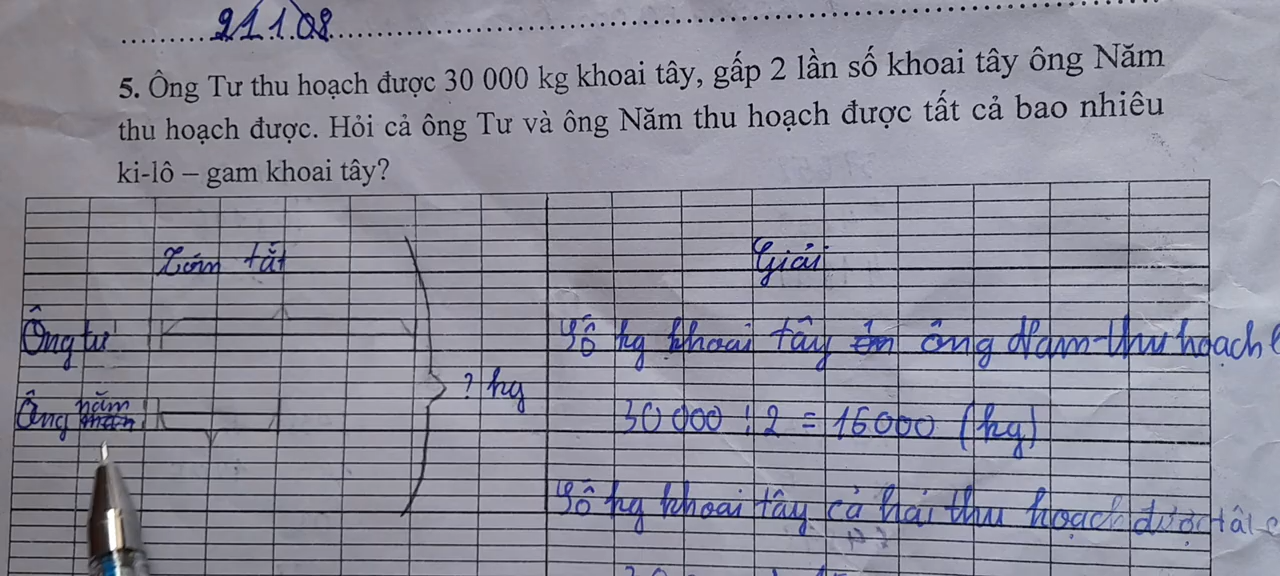 21108
5. Ông Tư thu hoạch được 30 000 kg khoai tây, gấp 2 lần số khoai tây ông Năm
thu hoạch được. Hỏi cả ông Tư và ông Năm thu hoạch được tất cả bao nhiêu
ki-lô – gam khoai tây?
Tóm tắt
Giải
Ông tư
Số kg khoai tây ông Năm thu hoạch
? kg
Ông năm
30 000 : 2 = 15000 (kg)
Số kg khoai tây cả hai thu hoạch được tất